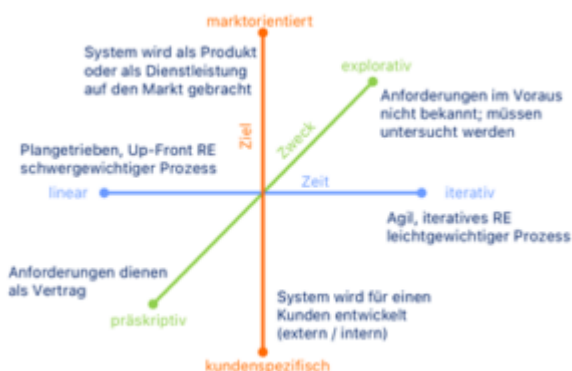 marktorientiert
System wird als Produkt
oder als Dienstleistung
auf den Markt gebracht
explorativ
Anforderungen im Voraus
nicht bekannt; müssen
untersucht werden
Ziel
Zweck
Plangetrieben, Up-Front RE
schwergewichtiger Prozess
Zeit
linear
iterativ
Agil, iteratives RE
leichtgewichtiger Prozess
Anforderungen dienen
als Vertrag
präskriptiv
System wird für einen
Kunden entwickelt
(extern / intern)
kundenspezifisch